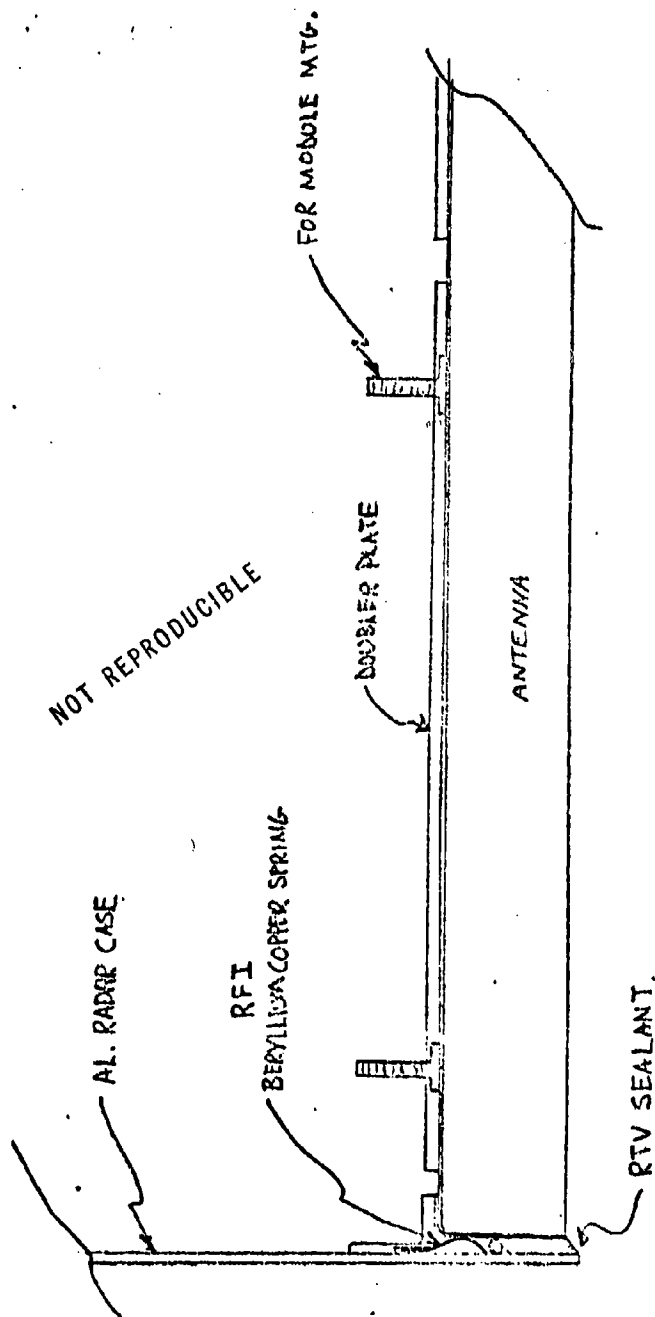 AL. RADAR CASE
RFI
BERYLLIUM COPPER SPRING
NOT REPRODUCIBLE
DOUBLER PLATE
FOR MODULE MTG.
ANTENNA
RTV SEALANT.